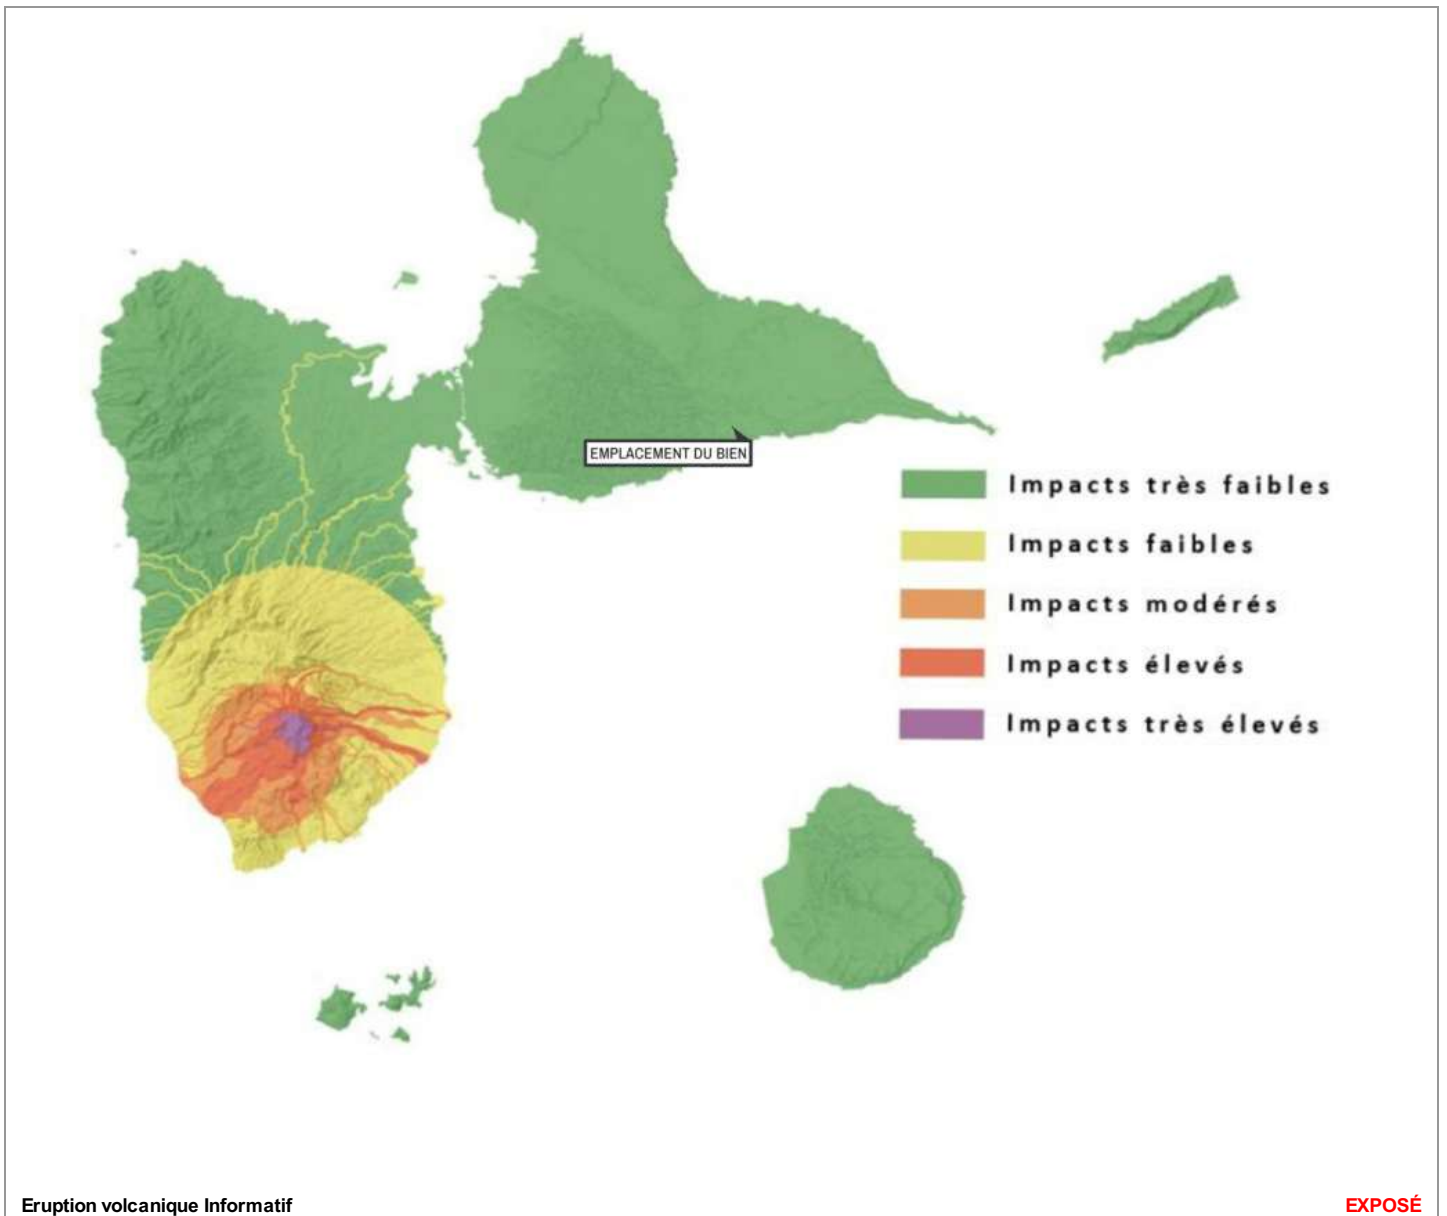 EMPLACEMENT DU BIEN
Impacts très faibles
Impacts faibles
Impacts modérés
Impacts élevés
Impacts très élevés
Eruption volcanique Informatif
EXPOSÉ